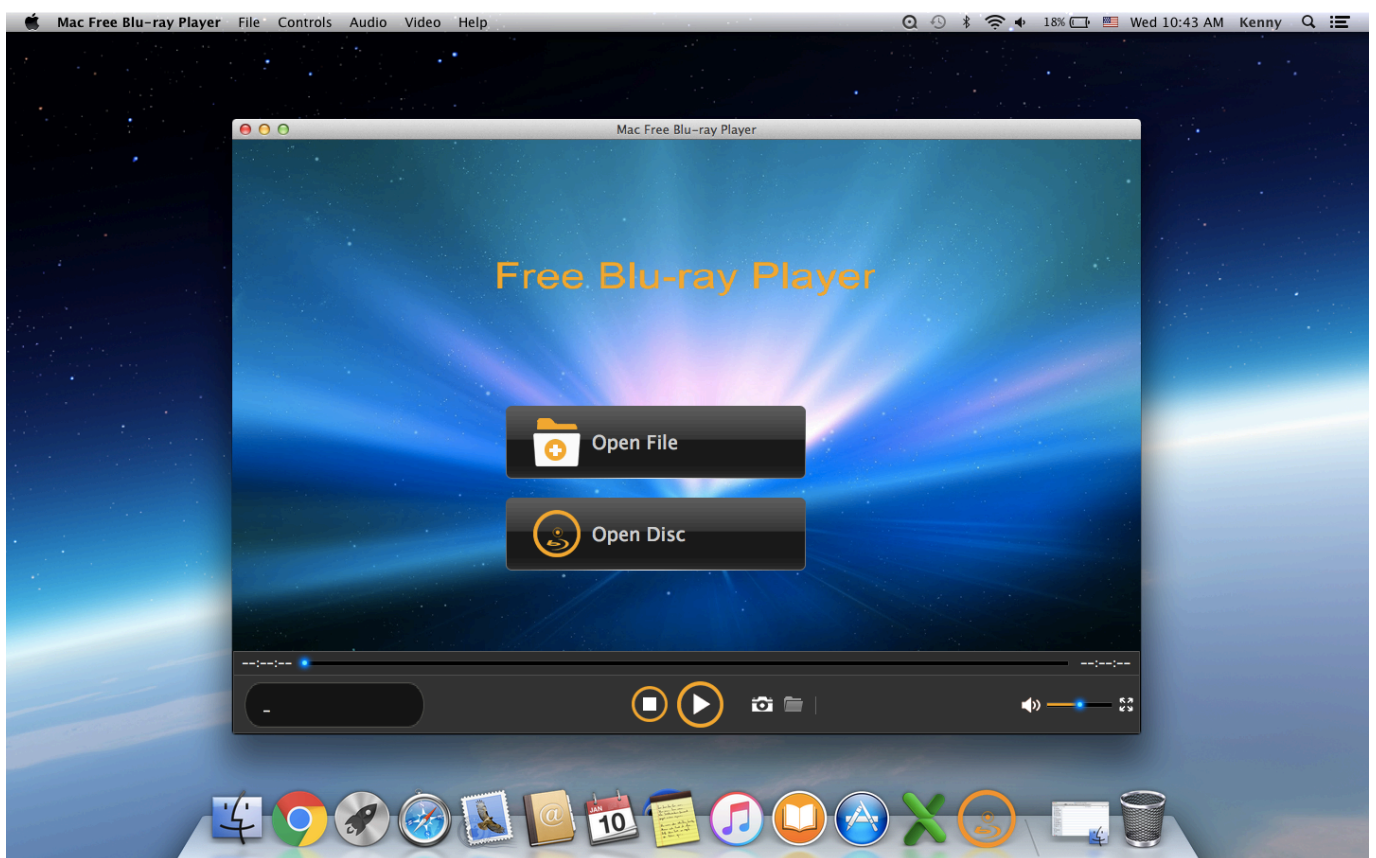 Mac Free Blu-ray Player File Controls Audio Video Help 18% Wed 10:43 AM Kenny
Mac Free Blu-ray Player
Free Blu-ray Player
Open File
Open Disc
--:--:-- --:--:--
JAN
10